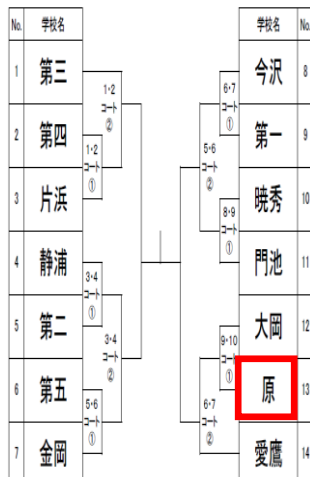 No. 学校名
1 第三
2 第四
3 片浜
4 静浦
5 第二
6 第五
7 金岡
1・2
コート
②
1・2
コート
①
3・4
コート
①
3・4
コート
②
5・6
コート
①
学校名 No.
今沢 8
第一 9
暁秀 10
門池 11
大岡 12
原 13
愛鷹 14
6・7
コート
①
5・6
コート
②
8・9
コート
①
9・10
コート
①
6・7
コート
②